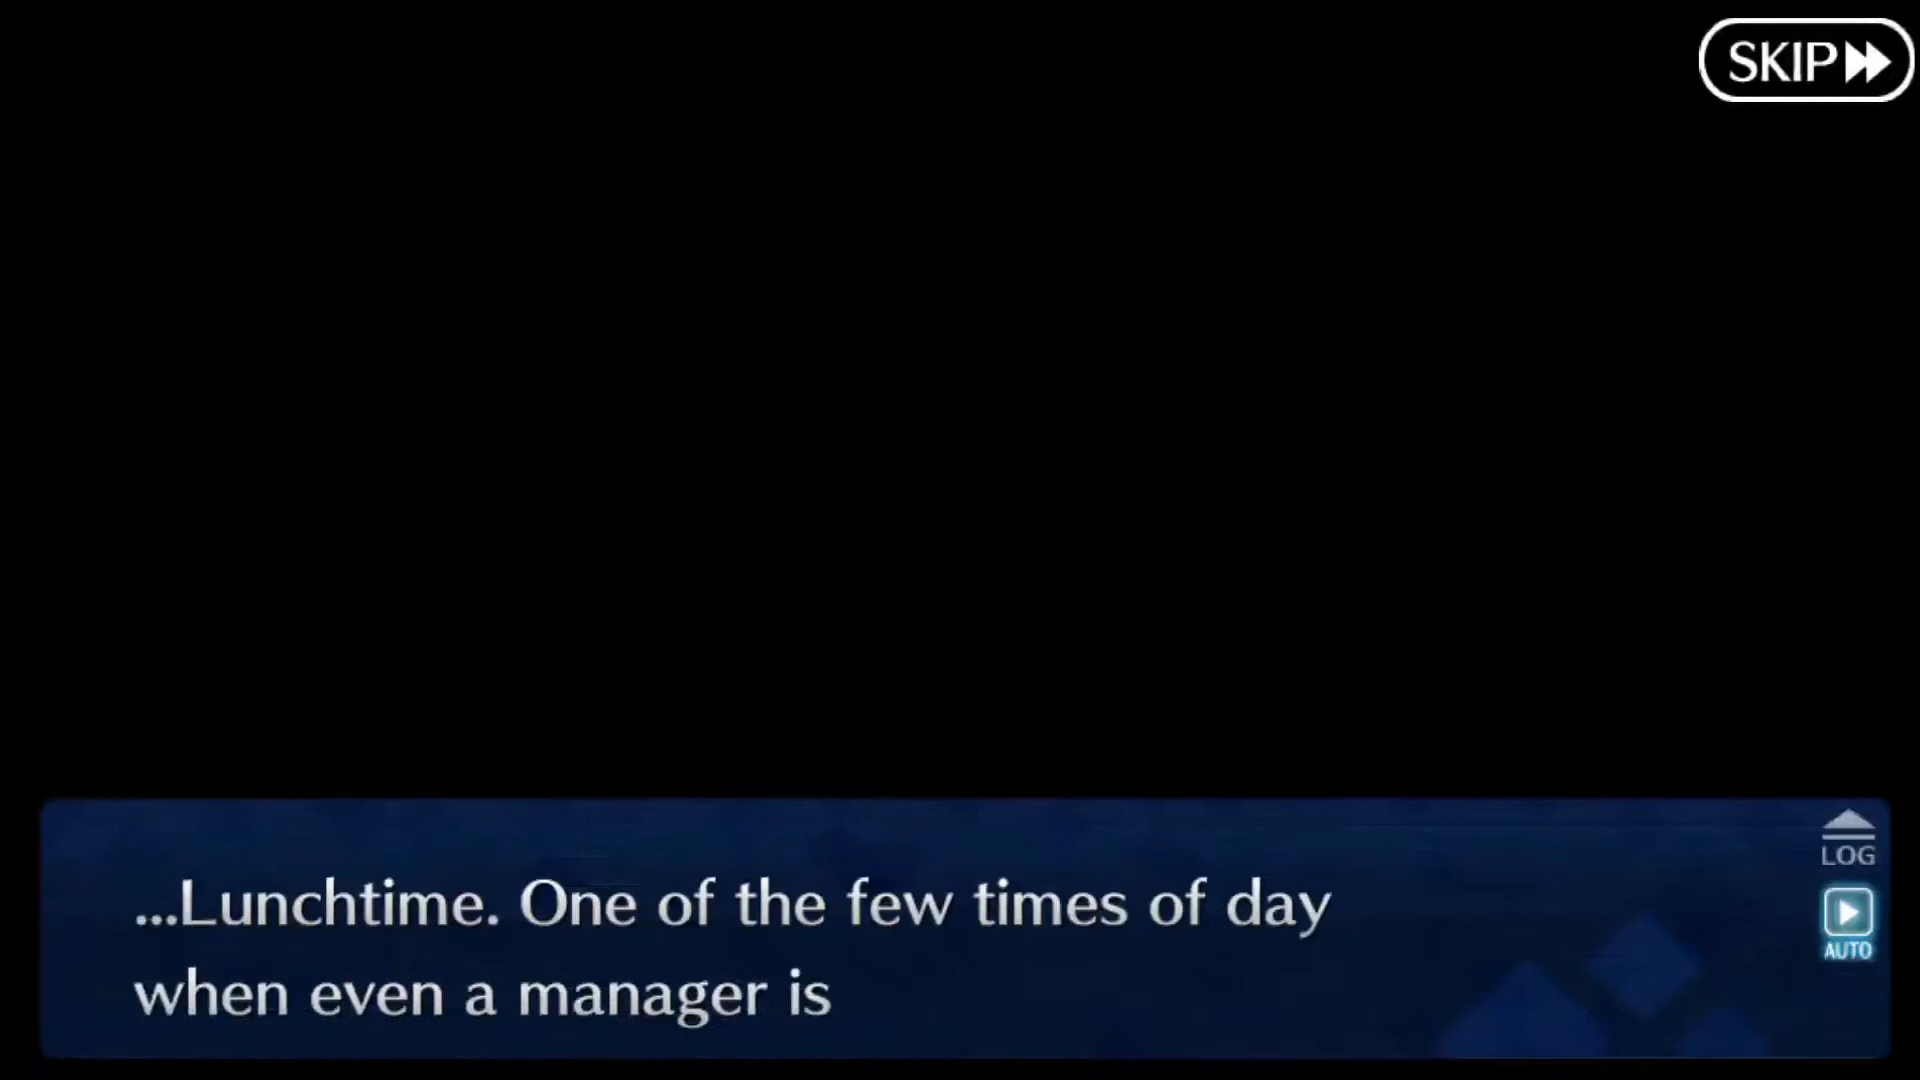 SKIP
LOG
...Lunchtime. One of the few times of day
AUTO
when even a manager is